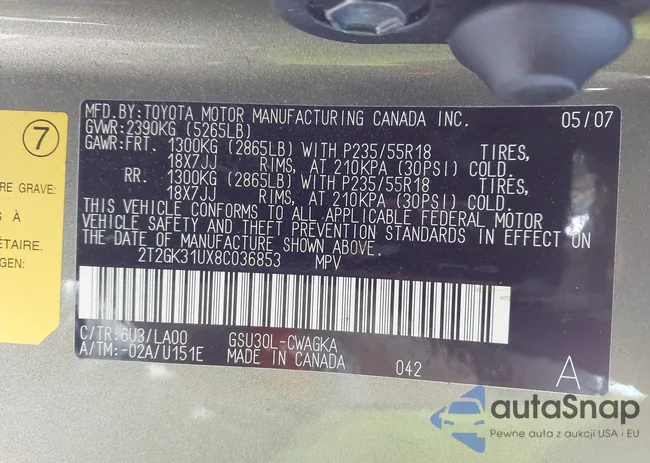 MFD.BY:TOYOTA MOTOR MANUFACTURING CANADA INC. 05/07
GVWR:2390KG (5265LB)
GAWR:FRT. 1300KG (2865LB) WITH P235/55R18 TIRES,
18X7JJ RIMS, AT 210KPA (30PSI) COLD.
RR. 1300KG (2865LB) WITH P235/55R18 TIRES,
18X7JJ RIMS, AT 210KPA (30PSI) COLD.
THIS VEHICLE CONFORMS TO ALL APPLICABLE FEDERAL MOTOR
VEHICLE SAFETY AND THEFT PREVENTION STANDARDS IN EFFECT ON
THE DATE OF MANUFACTURE SHOWN ABOVE.
2T2GK31UX8C036853 MPV
C/TR:6U3/LA00 GSU30L-CWAGKA
A/TM:-02A/U151E MADE IN CANADA 042 A
7
RE GRAVE:
S À
ÉTAIRE.
GEN:
autaSnap
Pewne auta z aukcji USA i EU